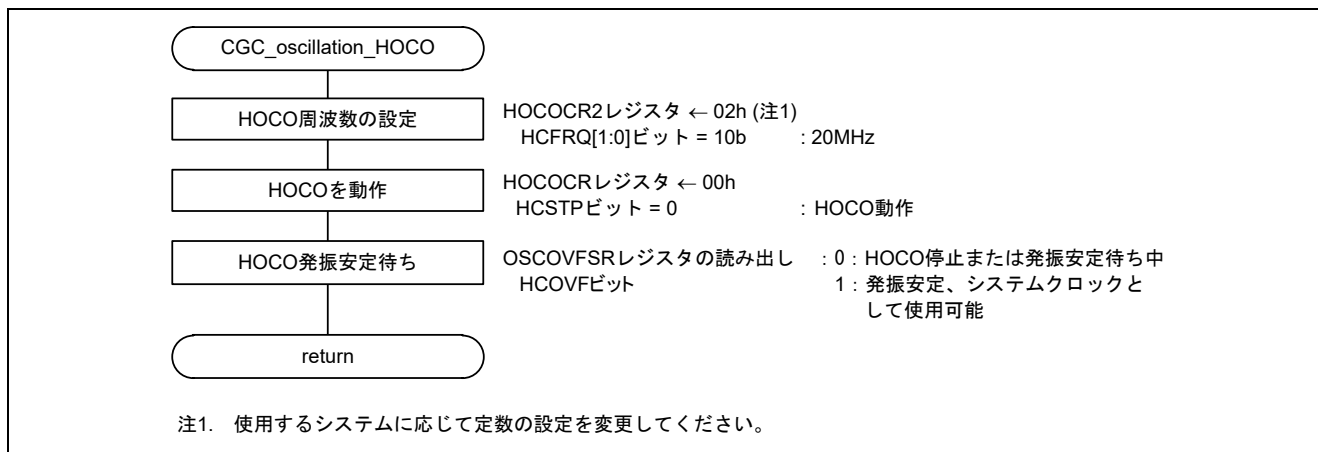 CGC_oscillation_HOCO
HOCO周波数の設定
HOCOCR2レジスタ ← 02h (注1)
HCFRQ[1:0]ビット = 10b : 20MHz
HOCOを動作
HOCOCRレジスタ ← 00h
HCSTPビット = 0 : HOCO動作
HOCO発振安定待ち
OSCOVFSRレジスタの読み出し : 0 : HOCO停止または発振安定待ち中
HCOVFビット 1 : 発振安定、システムクロックと
して使用可能
return
注1. 使用するシステムに応じて定数の設定を変更してください。